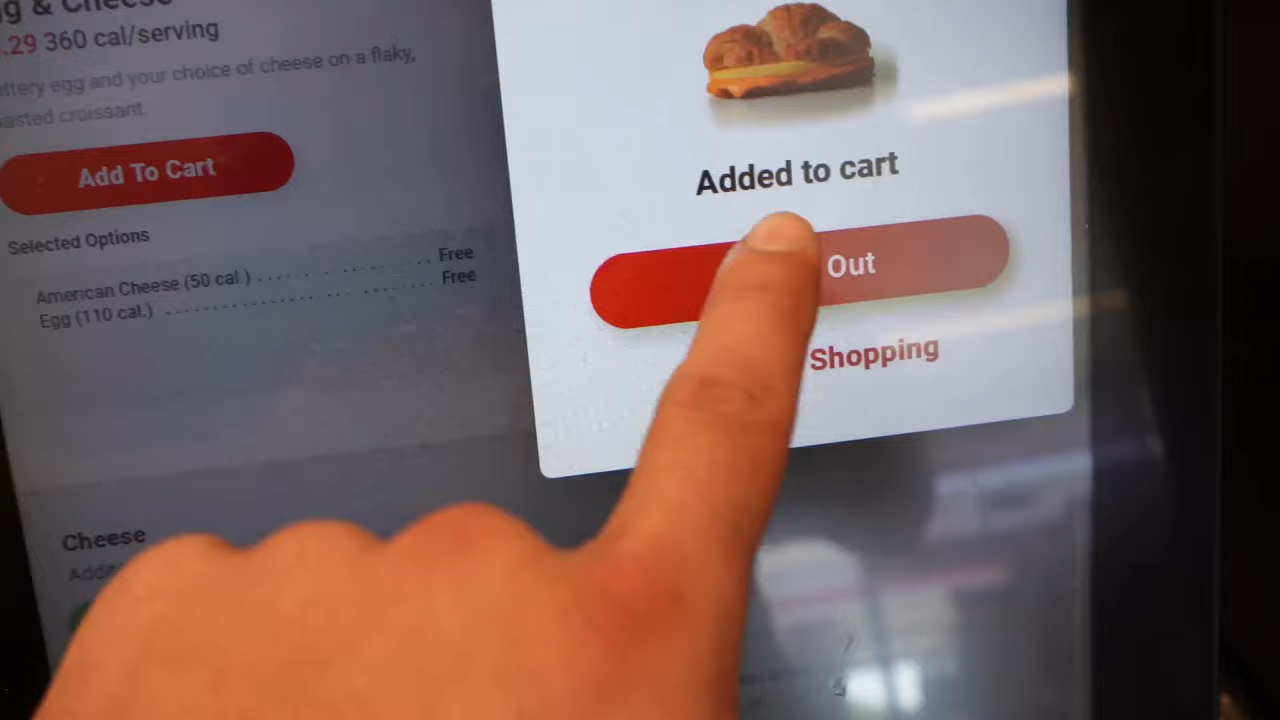 g & Cheese
.29 360 cal/serving
ttery egg and your choice of cheese on a flaky,
asted croissant.
Add To Cart
Selected Options
American Cheese (50 cal.) Free
Egg (110 cal.) Free
Cheese
Added to cart
Out
Shopping